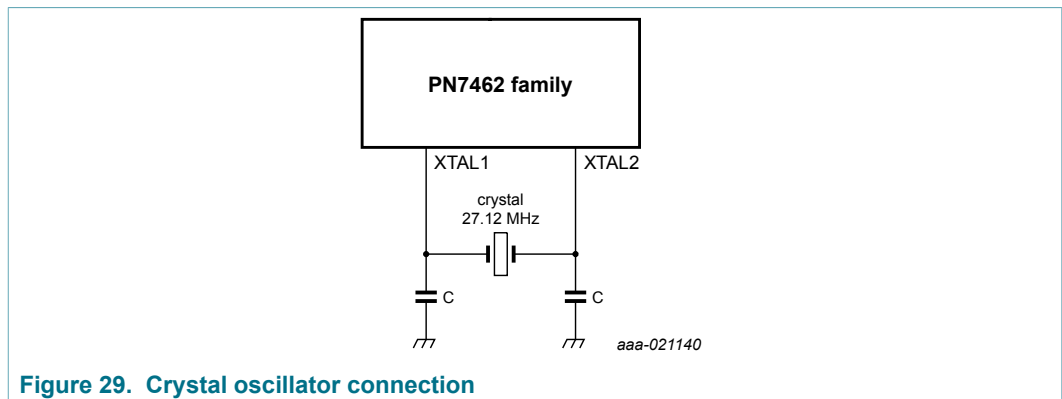 PN7462 family
XTAL1
XTAL2
crystal
27.12 MHz
C
C
aaa-021140
Figure 29. Crystal oscillator connection